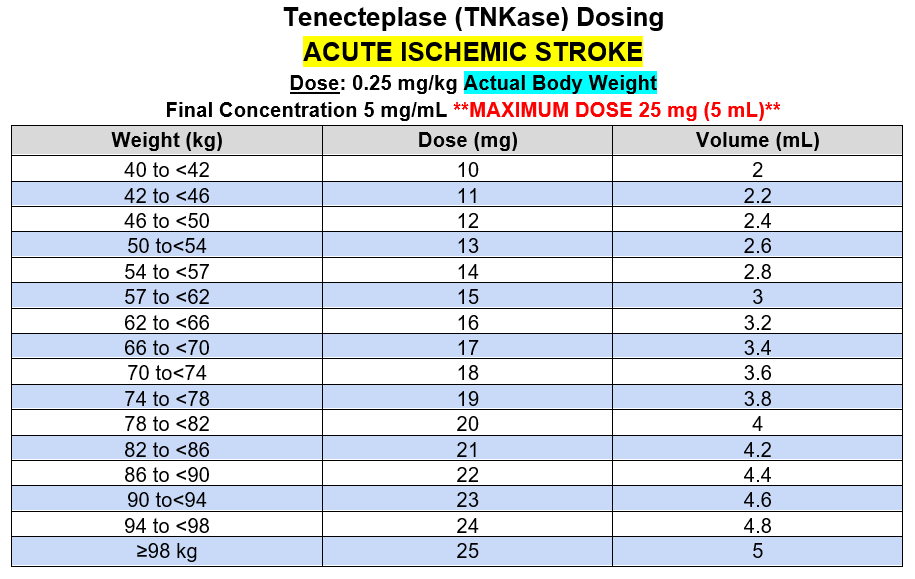 Tenecteplase (TNKase) Dosing
ACUTE ISCHEMIC STROKE
Dose: 0.25 mg/kg Actual Body Weight
Final Concentration 5 mg/mL **MAXIMUM DOSE 25 mg (5 mL)**
Weight (kg) Dose (mg) Volume (mL)
40 to <42 10 2
42 to <46 11 2.2
46 to <50 12 2.4
50 to<54 13 2.6
54 to <57 14 2.8
57 to <62 15 3
62 to <66 16 3.2
66 to <70 17 3.4
70 to<74 18 3.6
74 to <78 19 3.8
78 to <82 20 4
82 to <86 21 4.2
86 to <90 22 4.4
90 to<94 23 4.6
94 to <98 24 4.8
≥98 kg 25 5